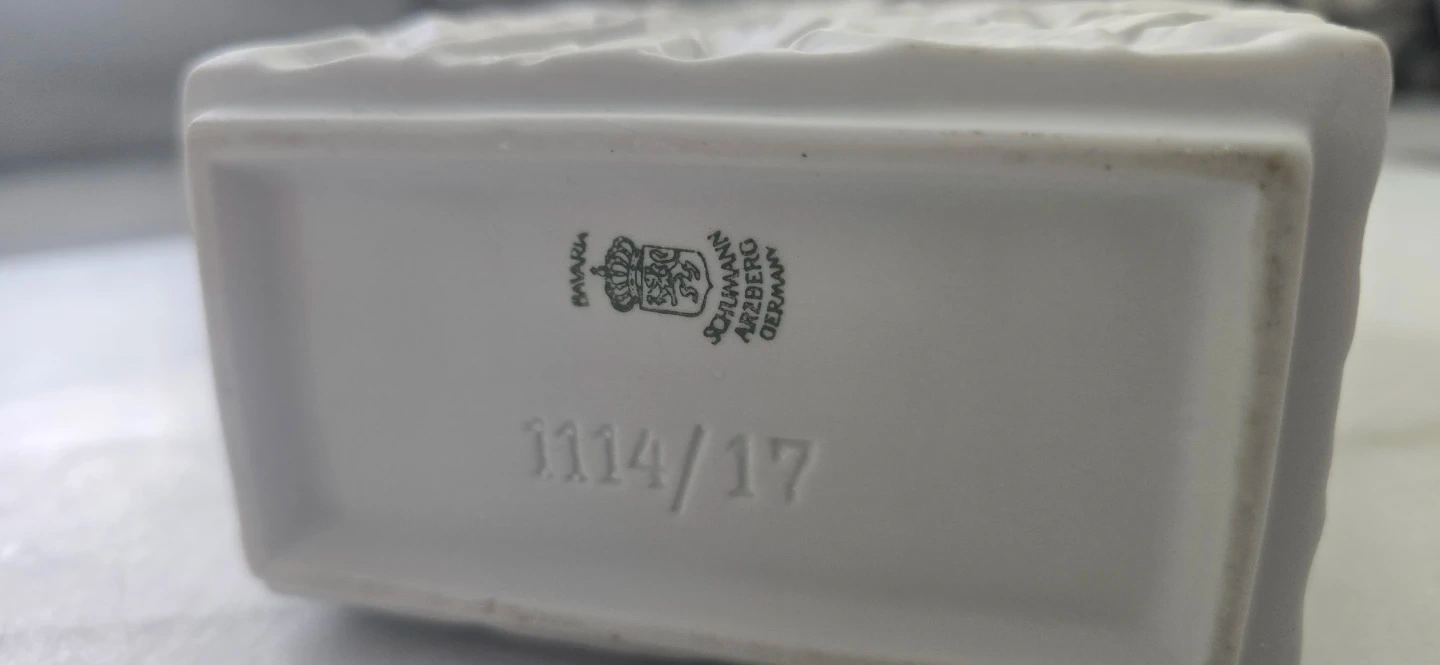 BAVARIA
SCHUMANN
ARZBERG
GERMANY
1114/17